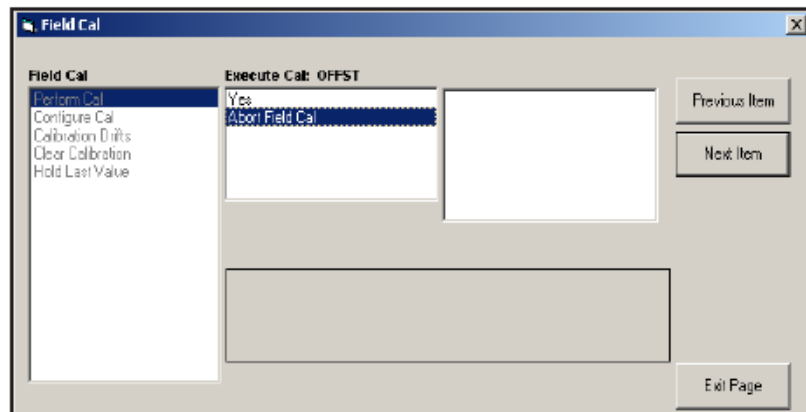 Field Cal
Field Cal
Perform Cal
Configure Cal
Calibration Drifts
Clear Calibration
Hold Last Value
Execute Cal: OFFST
Yes
Abort Field Cal
Previous Item
Next Item
Exit Page